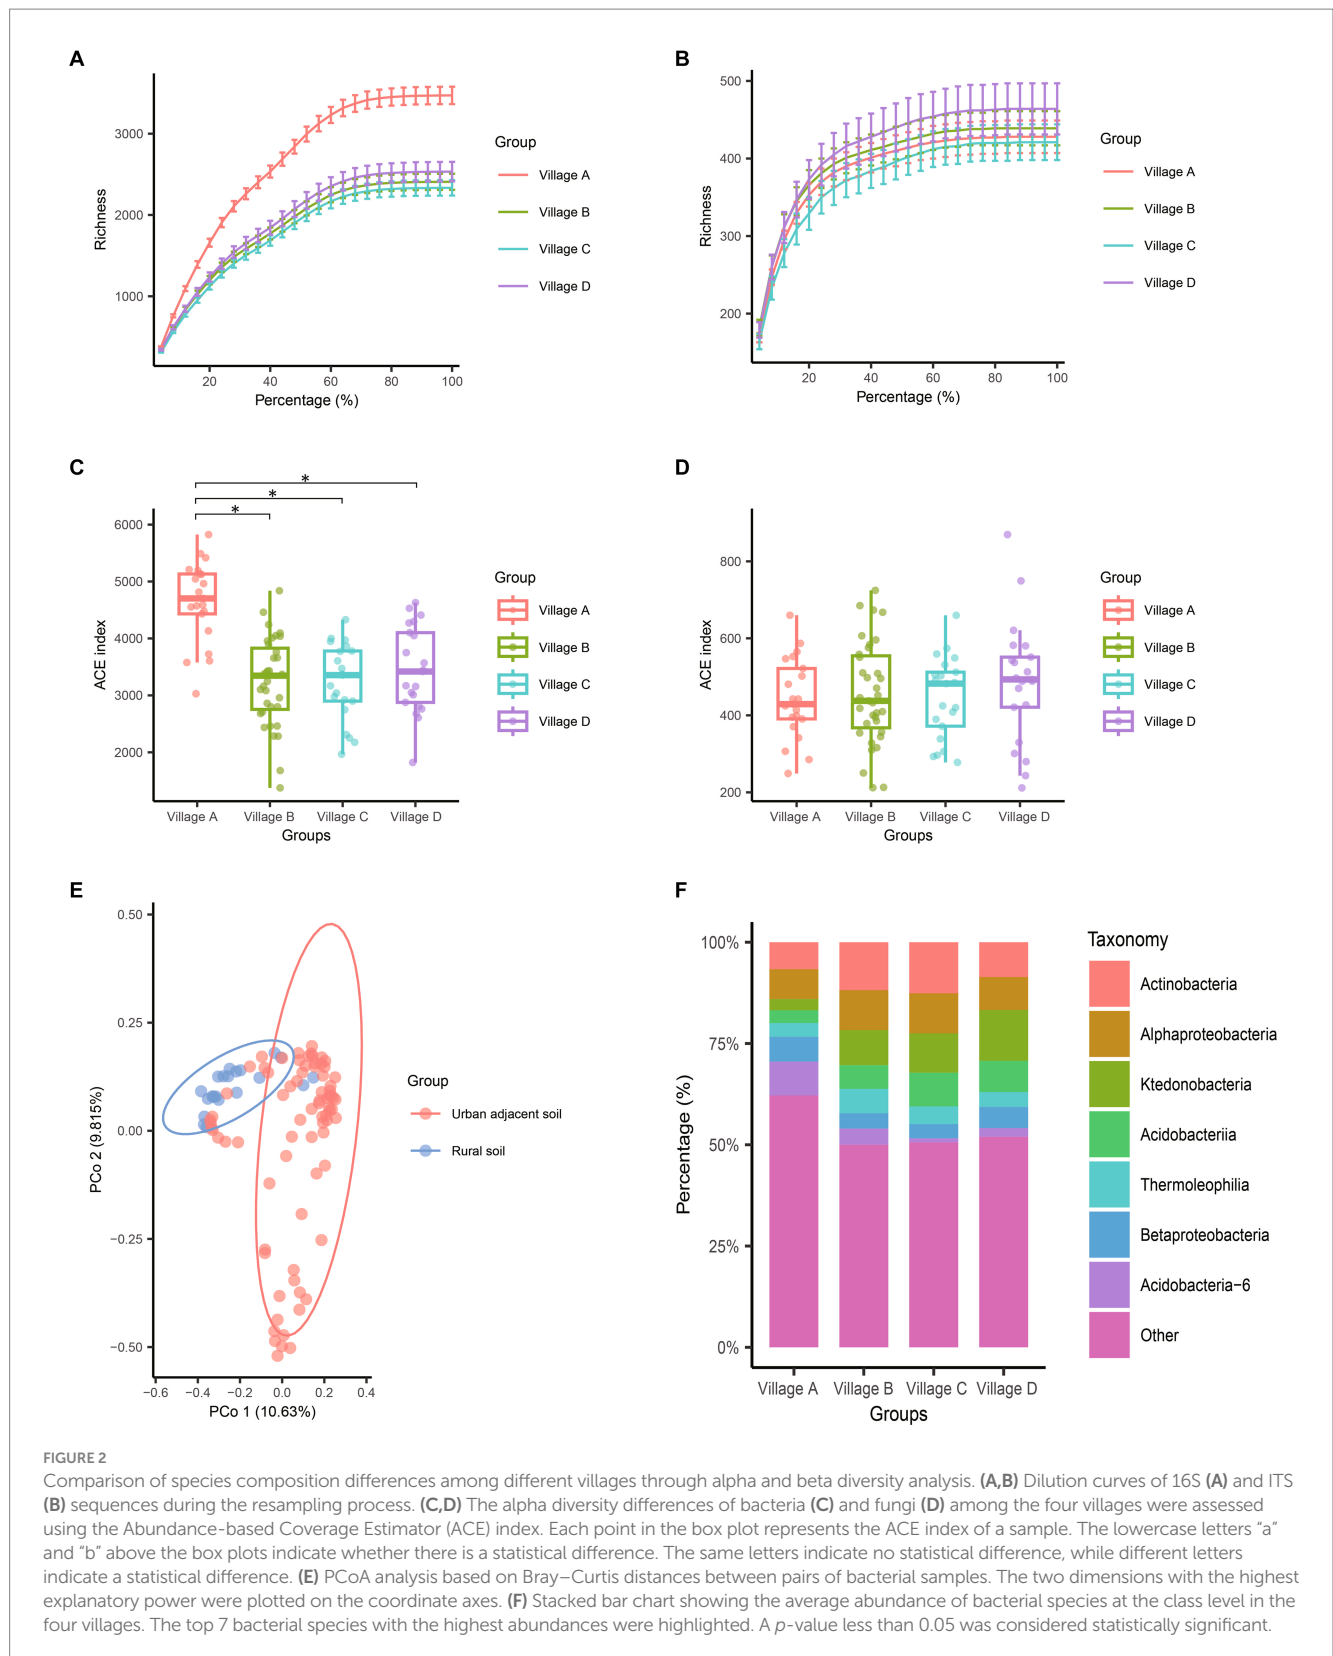 A
3000
2000
1000
Richness
20 40 60 80 100
Percentage (%)
Group
Village A
Village B
Village C
Village D
B
500
400
300
200
Richness
20 40 60 80 100
Percentage (%)
Group
Village A
Village B
Village C
Village D
C
* 
*
*
6000
5000
4000
3000
2000
ACE index
Village A Village B Village C Village D
Groups
Group
Village A
Village B
Village C
Village D
D
800
600
400
200
ACE index
Village A Village B Village C Village D
Groups
Group
Village A
Village B
Village C
Village D
E
0.50
0.25
0.00
−0.25
−0.50
PCo 2 (9.815%)
−0.6 −0.4 −0.2 0.0 0.2 0.4
PCo 1 (10.63%)
Group
Urban adjacent soil
Rural soil
F
100%
75%
50%
25%
0%
Percentage (%)
Village A Village B Village C Village D
Groups
Taxonomy
Actinobacteria
Alphaproteobacteria
Ktedonobacteria
Acidobacteriia
Thermoleophilia
Betaproteobacteria
Acidobacteria−6
Other
FIGURE 2
Comparison of species composition differences among different villages through alpha and beta diversity analysis. (A,B) Dilution curves of 16S (A) and ITS
(B) sequences during the resampling process. (C,D) The alpha diversity differences of bacteria (C) and fungi (D) among the four villages were assessed
using the Abundance-based Coverage Estimator (ACE) index. Each point in the box plot represents the ACE index of a sample. The lowercase letters “a”
and “b” above the box plots indicate whether there is a statistical difference. The same letters indicate no statistical difference, while different letters
indicate a statistical difference. (E) PCoA analysis based on Bray–Curtis distances between pairs of bacterial samples. The two dimensions with the highest
explanatory power were plotted on the coordinate axes. (F) Stacked bar chart showing the average abundance of bacterial species at the class level in the
four villages. The top 7 bacterial species with the highest abundances were highlighted. A p-value less than 0.05 was considered statistically significant.